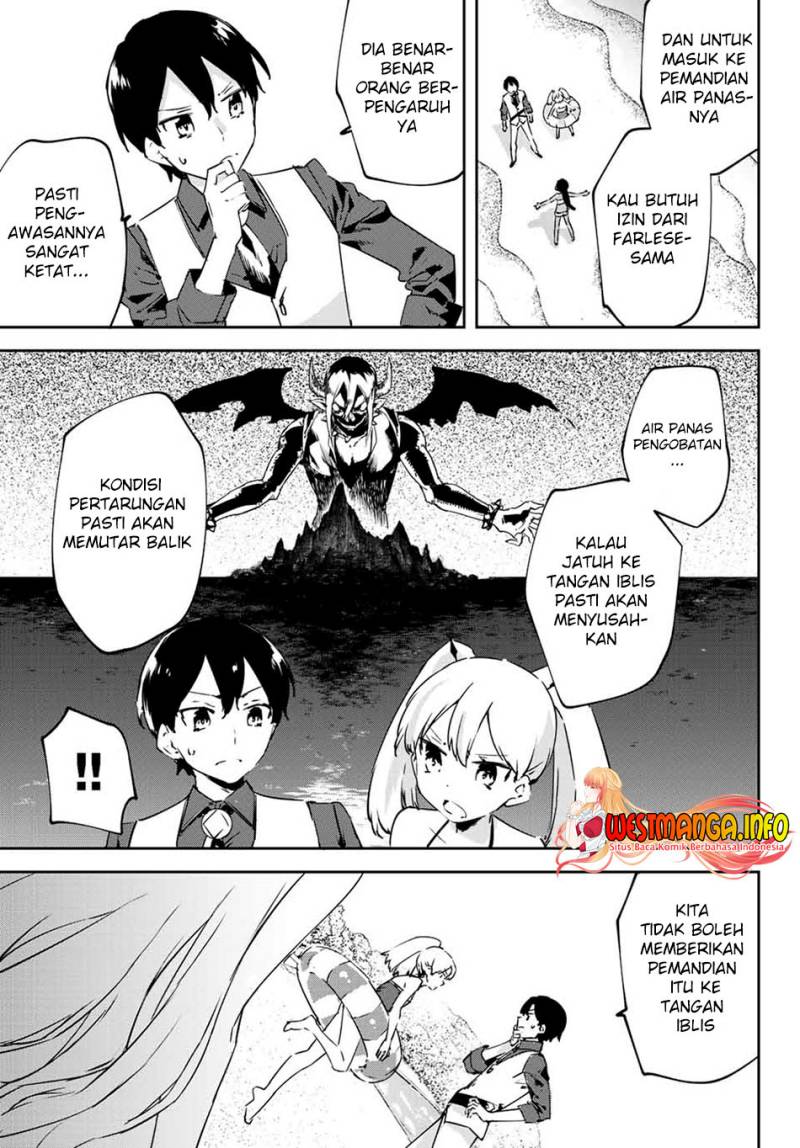 DAN UNTUK
MASUK KE
PEMANDIAN
AIR PANAS-
NYA
KAU BUTUH
IZIN DARI
FARLESE-
SAMA
DIA BENAR-
BENAR
ORANG BER-
PENGARUH
YA
PASTI
PENG-
AWASANNYA
SANGAT
KETAT...
AIR PANAS
PENGOBATAN
...
KALAU
JATUH KE
TANGAN IBLIS
PASTI AKAN
MENYUSAH-
KAN
KONDISI
PERTARUNGAN
PASTI AKAN
MEMUTAR BALIK
!!
WESTMANGA.INFO
Situs Baca Komik Berbahasa Indonesia
KITA
TIDAK BOLEH
MEMBERIKAN
PEMANDIAN
ITU KE
TANGAN
IBLIS